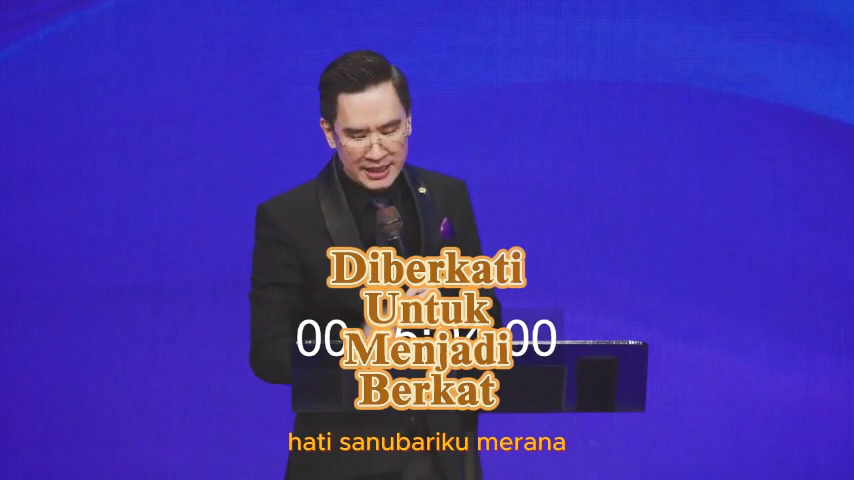 Diberkati
Untuk
Menjadi
Berkat
hati sanubariku merana